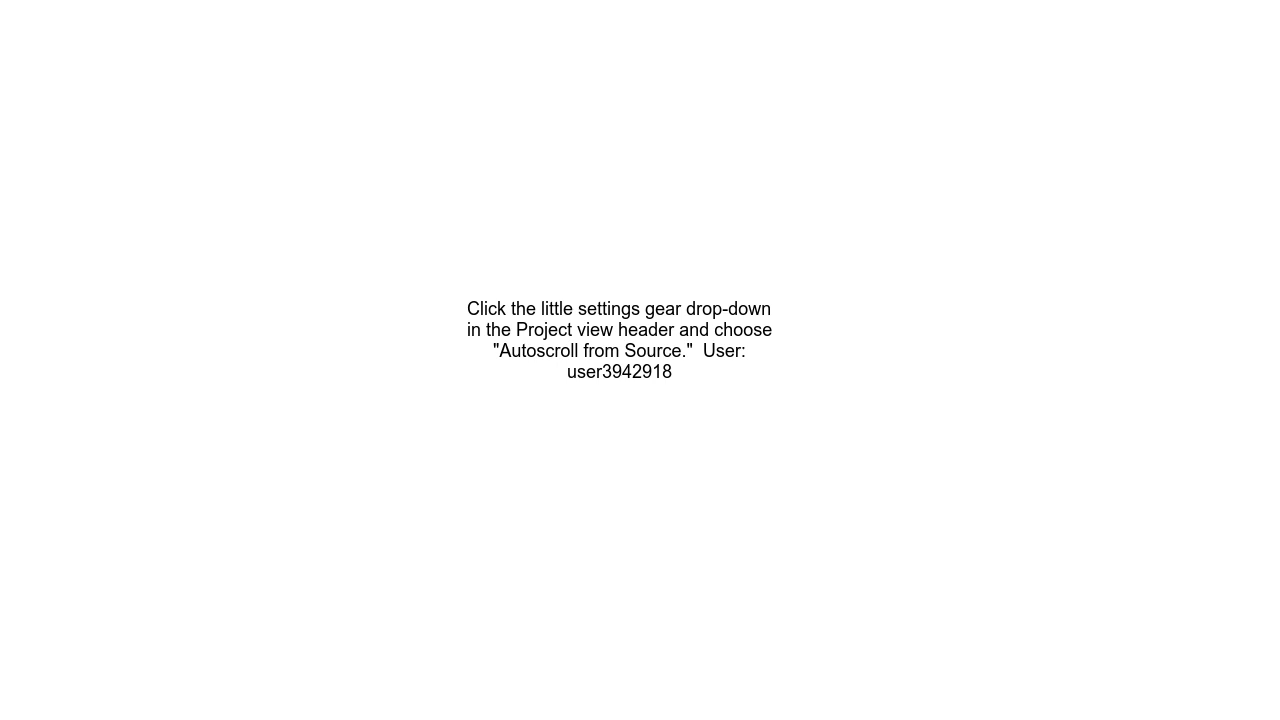 Click the little settings gear drop-down
in the Project view header and choose
"Autoscroll from Source."  User:
user3942918